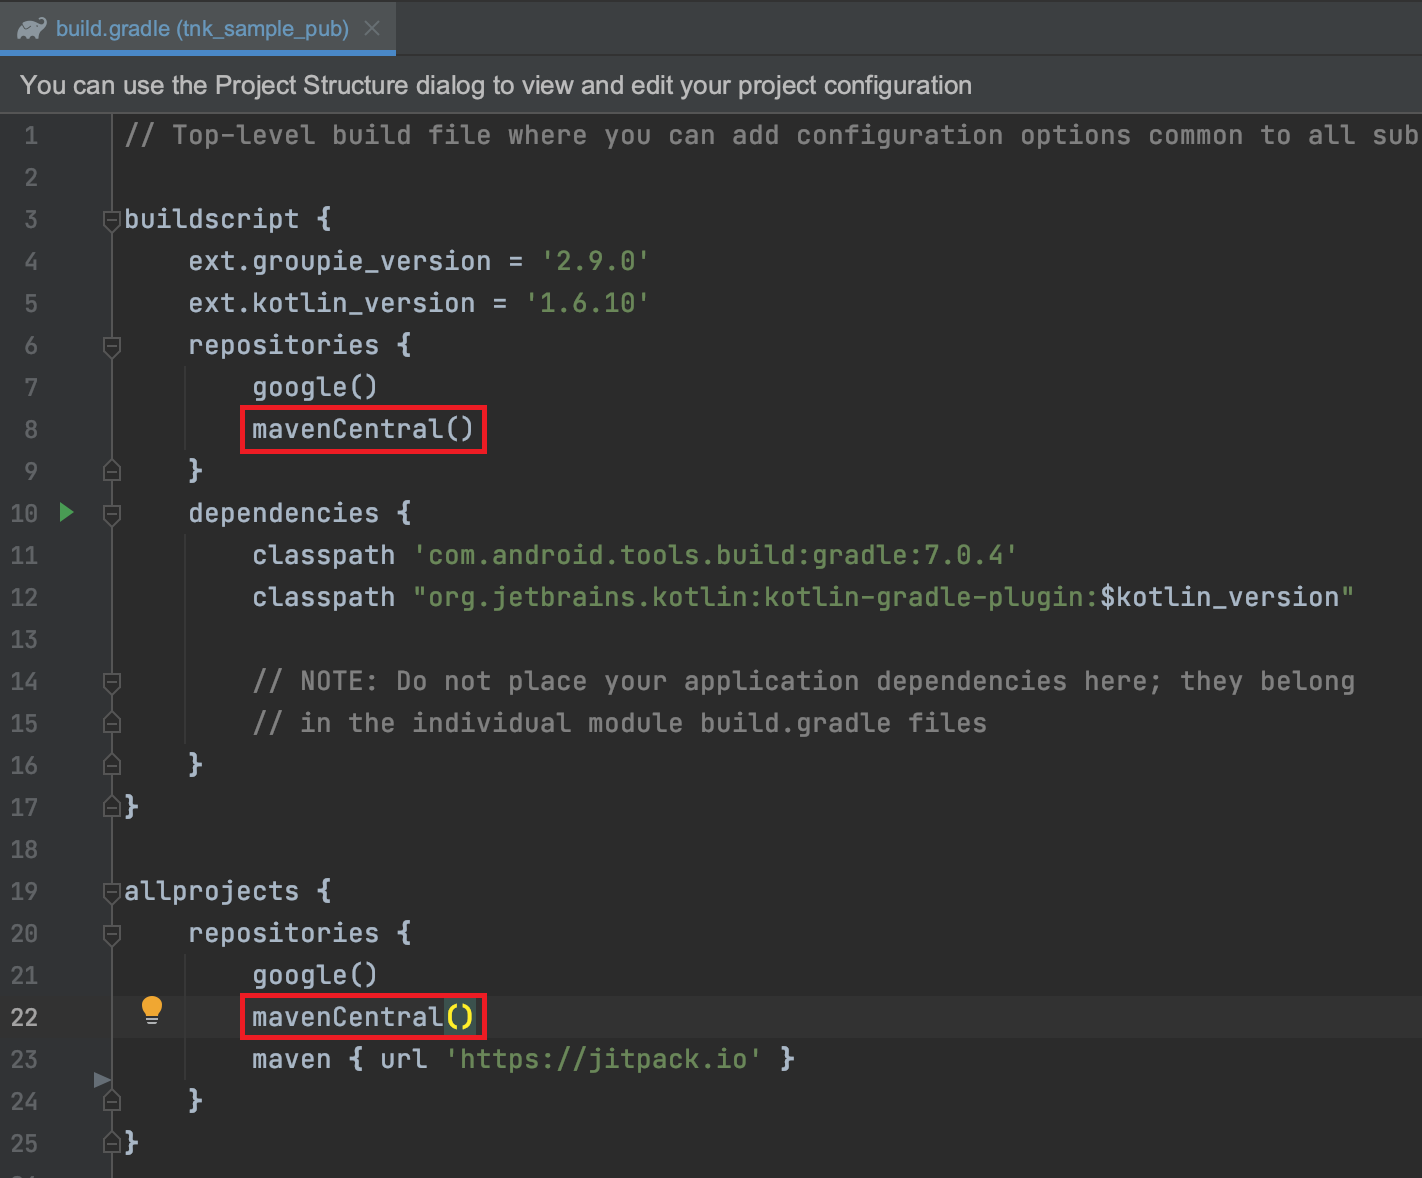 build.gradle (tnk_sample_pub)
You can use the Project Structure dialog to view and edit your project configuration
1 // Top-level build file where you can add configuration options common to all sub
2
3 buildscript {
4 ext.groupie_version = '2.9.0'
5 ext.kotlin_version = '1.6.10'
6 repositories {
7 google()
8 mavenCentral()
9 }
10 dependencies {
11 classpath 'com.android.tools.build:gradle:7.0.4'
12 classpath "org.jetbrains.kotlin:kotlin-gradle-plugin:$kotlin_version"
13
14 // NOTE: Do not place your application dependencies here; they belong
15 // in the individual module build.gradle files
16 }
17 }
18
19 allprojects {
20 repositories {
21 google()
22 mavenCentral()
23 maven { url 'https://jitpack.io' }
24 }
25 }